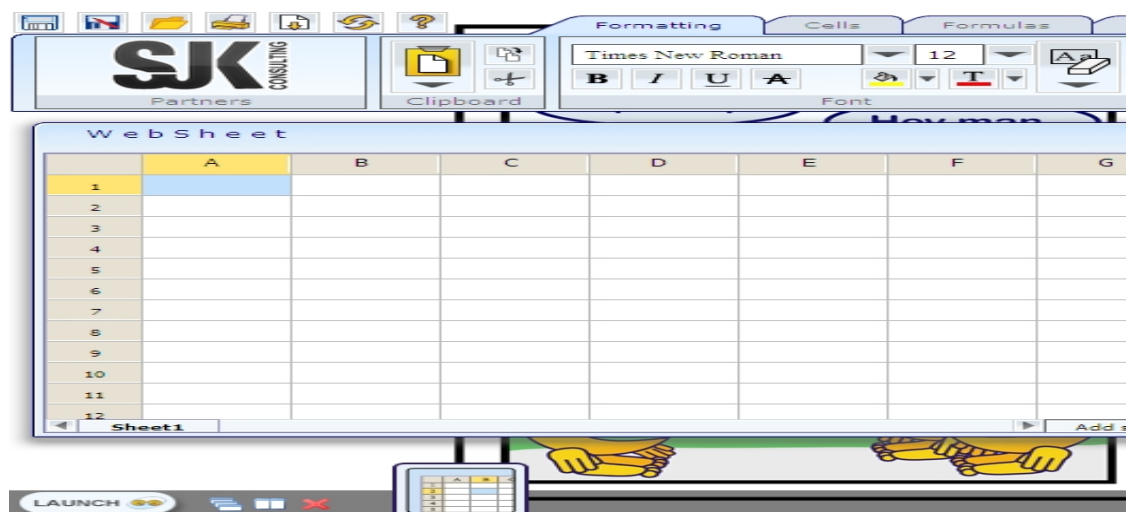 Formatting Cells Formulas
SJK CONSULTING
Times New Roman 12 Aa
B I U A T
Partners Clipboard Font
Hey man
WebSheet
A B C D E F G
1
2
3
4
5
6
7
8
9
10
11
12
Sheet1 Add s
LAUNCH